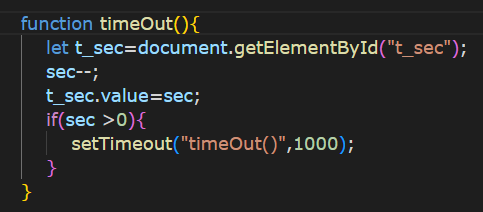 function timeOut(){
let t_sec=document.getElementById("t_sec");
sec--;
t_sec.value=sec;
if(sec >0){
setTimeout("timeOut()",1000);
}
}